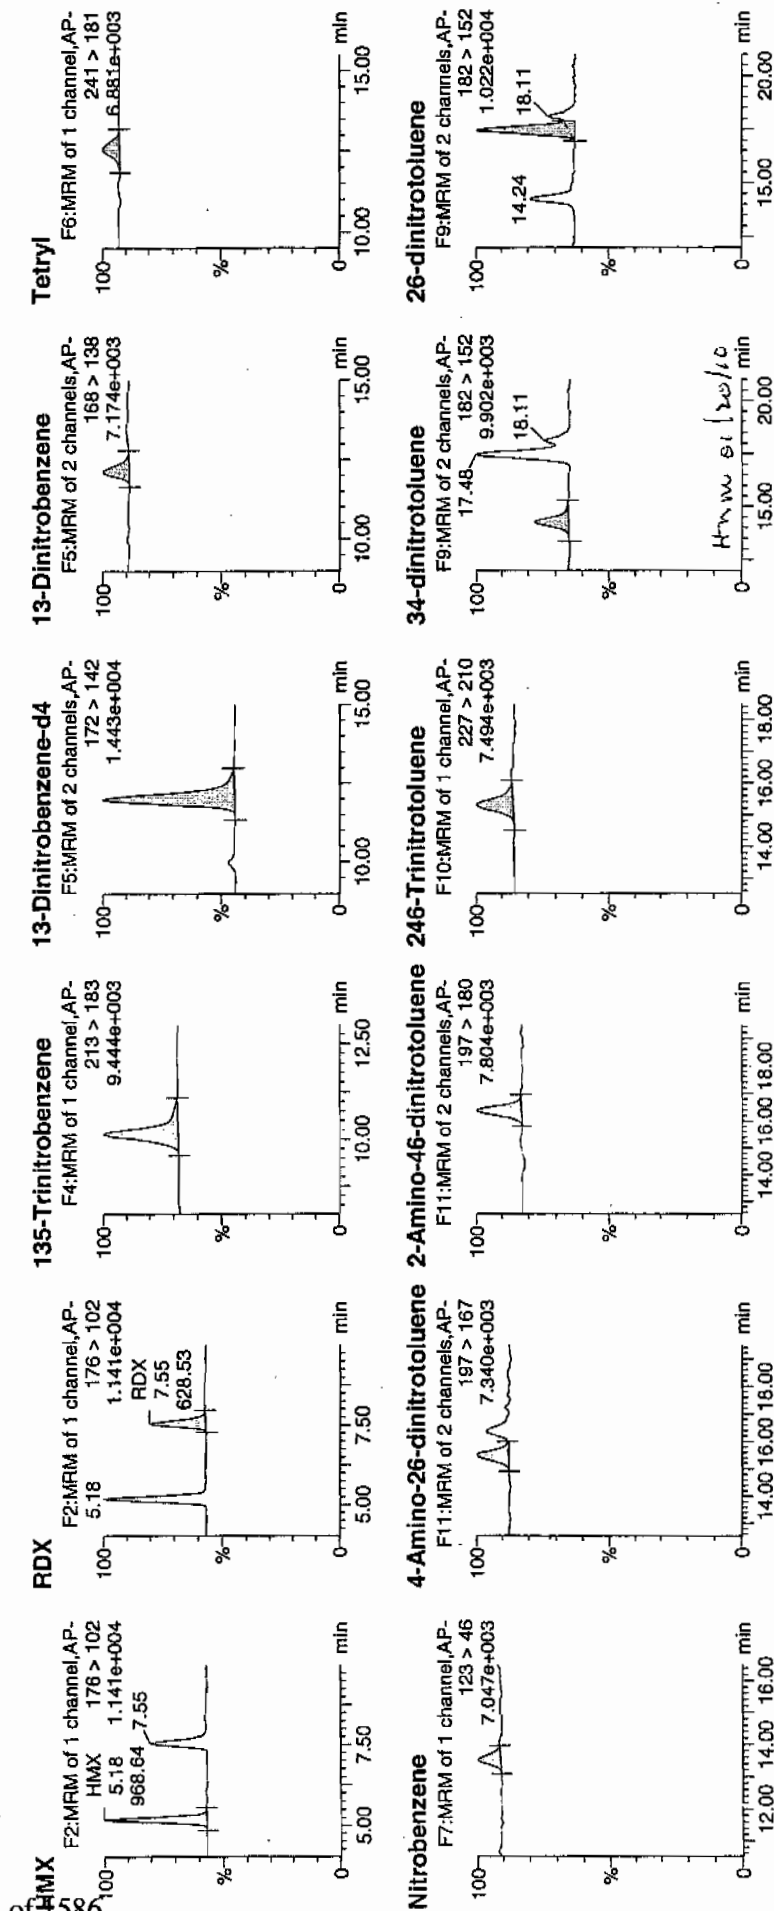 HMX
F2:MRM of 1 channel,AP-
176 > 102
1.141e+004
HMX
5.18
968.64
7.55
100
%
0
5.00 7.50 min
RDX
F2:MRM of 1 channel,AP-
176 > 102
1.141e+004
5.18
RDX
7.55
628.53
100
%
0
5.00 7.50 min
135-Trinitrobenzene
F4:MRM of 1 channel,AP-
213 > 183
9.444e+003
100
%
0
10.00 12.50 min
13-Dinitrobenzene-d4
F5:MRM of 2 channels,AP-
172 > 142
1.443e+004
100
%
0
10.00 15.00 min
13-Dinitrobenzene
F5:MRM of 2 channels,AP-
168 > 138
7.174e+003
100
%
0
10.00 15.00 min
Tetryl
F6:MRM of 1 channel,AP-
241 > 181
6.881e+003
100
%
0
10.00 15.00 min
Nitrobenzene
F7:MRM of 1 channel,AP-
123 > 46
7.047e+003
100
%
0
12.00 14.00 16.00 min
4-Amino-26-dinitrotoluene
F11:MRM of 2 channels,AP-
197 > 167
7.340e+003
100
%
0
14.00 16.00 18.00 min
2-Amino-46-dinitrotoluene
F11:MRM of 2 channels,AP-
197 > 180
7.804e+003
100
%
0
14.00 16.00 18.00 min
246-Trinitrotoluene
F10:MRM of 1 channel,AP-
227 > 210
7.494e+003
100
%
0
14.00 16.00 18.00 min
34-dinitrotoluene
F9:MRM of 2 channels,AP-
182 > 152
9.902e+003
17.48
18.11
100
%
0
15.00 20.00 min
26-dinitrotoluene
F9:MRM of 2 channels,AP-
182 > 152
1.022e+004
14.24
18.11
100
%
0
15.00 20.00 min